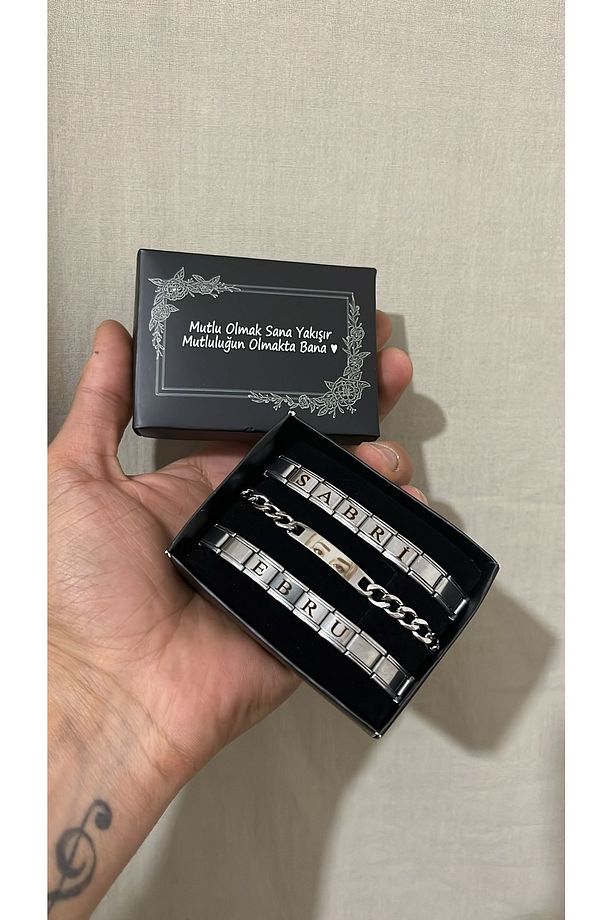 Mutlu Olmak Sana Yakışır
Mutluluğun Olmakta Bana ♥
SABRİ
EBRU